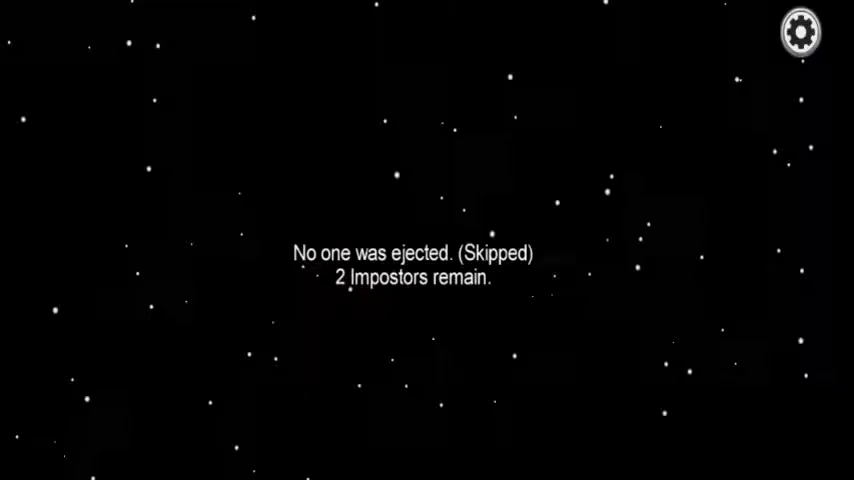 No one was ejected. (Skipped)
2 Impostors remain.